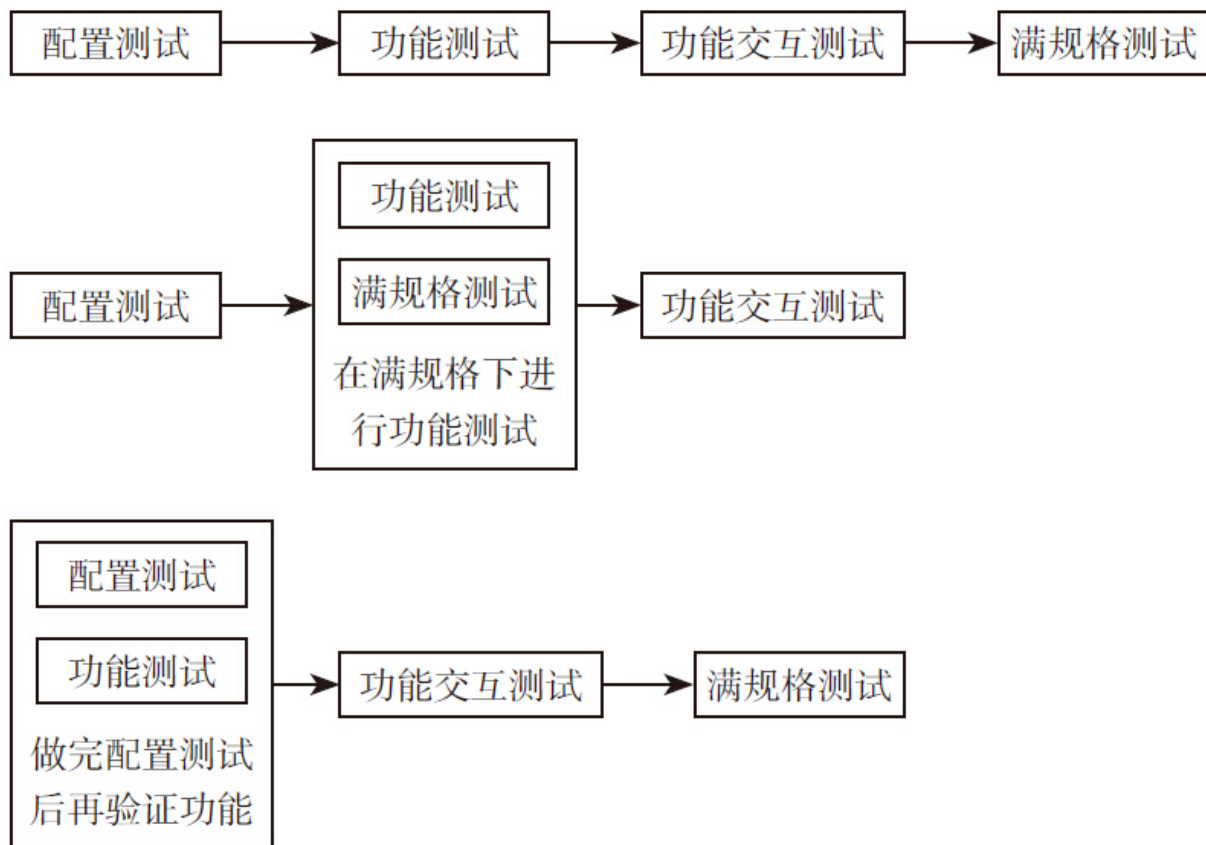 配置测试
功能测试
功能交互测试
满规格测试
配置测试
功能测试
满规格测试
在满规格下进
行功能测试
功能交互测试
配置测试
功能测试
做完配置测试
后再验证功能
功能交互测试
满规格测试